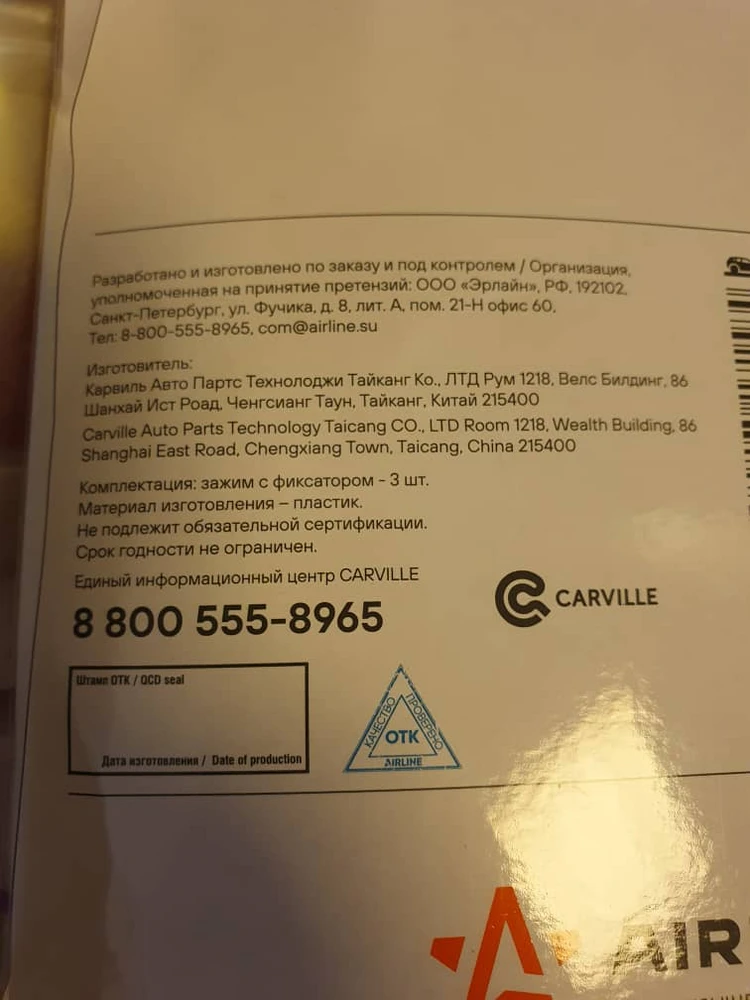 Разработано и изготовлено по заказу и под контролем / Организация,
уполномоченная на принятие претензий: ООО «Эрлайн», РФ, 192102,
Санкт-Петербург, ул. Фучика, д. 8, лит. А, пом. 21-Н офис 60,
Тел: 8-800-555-8965, com@airline.su
Изготовитель:
Карвиль Авто Партс Технолоджи Тайканг Ко., ЛТД Рум 1218, Велс Билдинг, 86
Шанхай Ист Роад, Ченгсианг Таун, Тайканг, Китай 215400
Carville Auto Parts Technology Taicang CO., LTD Room 1218, Wealth Building, 86
Shanghai East Road, Chengxiang Town, Taicang, China 215400
Комплектация: зажим с фиксатором - 3 шт.
Материал изготовления – пластик.
Не подлежит обязательной сертификации.
Срок годности не ограничен.
Единый информационный центр CARVILLE
8 800 555-8965
CARVILLE
Штамп ОТК / QCD seal
Дата изготовления / Date of production
КАЧЕСТВО
ПРОВЕРЕНО
ОТК
AIRLINE
AIR